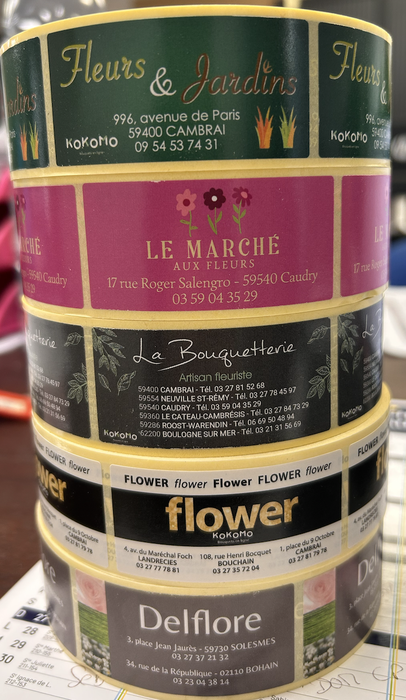 Fleurs & Jardins
996, avenue de Paris
59400 CAMBRAI
09 54 53 74 31
KOKOMO
LE MARCHÉ
AUX FLEURS
17 rue Roger Salengro - 59540 Caudry
03 59 04 35 29
La Bouquetterie
Artisan fleuriste
59400 CAMBRAI - Tél. 03 27 81 52 68
59554 NEUVILLE ST-RÉMY - Tél. 03 27 78 45 97
59540 CAUDRY - Tél. 03 59 04 35 29
59360 LE CATEAU-CAMBRÉSIS - Tél. 03 27 84 73 29
59286 ROOST-WARENDIN - Tél. 06 69 50 48 94
62200 BOULOGNE SUR MER - Tél. 03 21 31 56 69
KOKOMO
FLOWER flower Flower FLOWER flower
flower
KOKOMO
4, av. du Maréchal Foch
LANDRECIES
03 27 77 78 81
108, rue Henri Bocquet
BOUCHAIN
03 27 35 72 04
1, place du 9 Octobre
CAMBRAI
03 27 81 79 78
Delflore
3, place Jean Jaurès - 59730 SOLESMES
03 27 37 21 32
34, rue de la République - 02110 BOHAIN
03 23 04 38 14